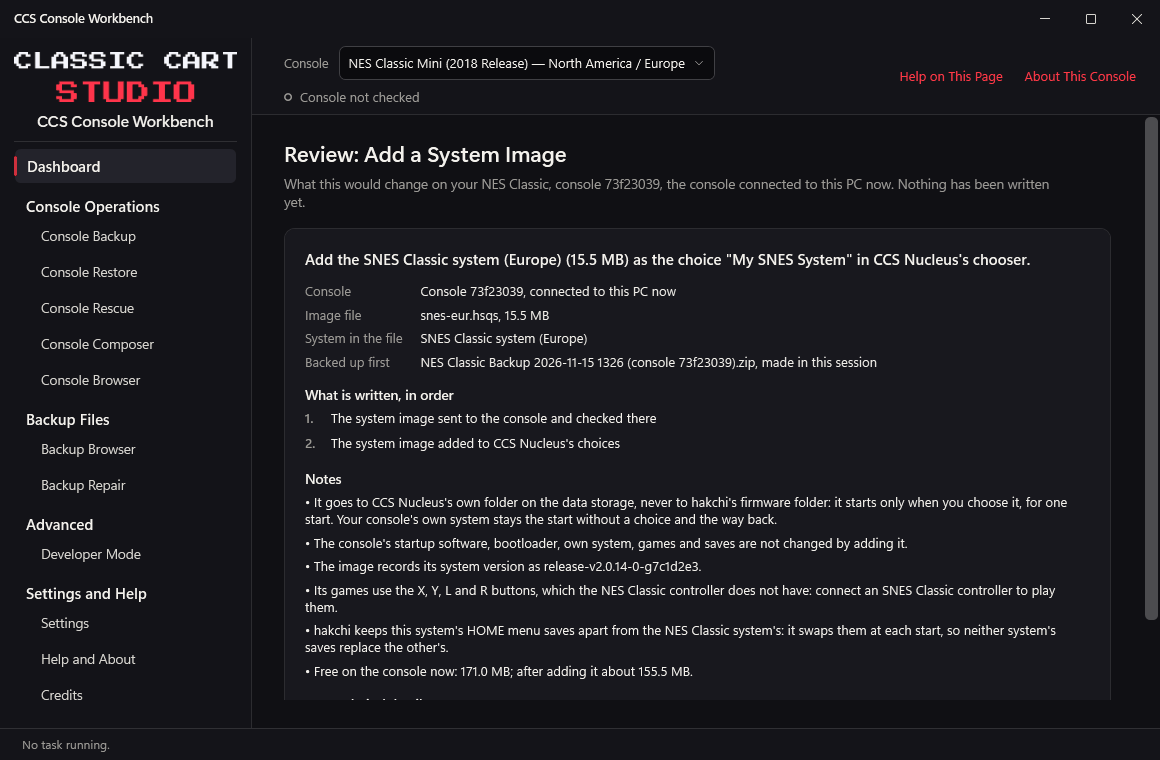 CCS Console Workbench
CLASSIC CART
STUDIO
CCS Console Workbench
Dashboard
Console Operations
Console Backup
Console Restore
Console Rescue
Console Composer
Console Browser
Backup Files
Backup Browser
Backup Repair
Advanced
Developer Mode
Settings and Help
Settings
Help and About
Credits
Console
NES Classic Mini (2018 Release) — North America / Europe
Console not checked
Help on This Page
About This Console
Review: Add a System Image
What this would change on your NES Classic, console 73f23039, the console connected to this PC now. Nothing has been written
yet.
Add the SNES Classic system (Europe) (15.5 MB) as the choice "My SNES System" in CCS Nucleus's chooser.
Console Console 73f23039, connected to this PC now
Image file snes-eur.hsqs, 15.5 MB
System in the file SNES Classic system (Europe)
Backed up first NES Classic Backup 2026-11-15 1326 (console 73f23039).zip, made in this session
What is written, in order
1. The system image sent to the console and checked there
2. The system image added to CCS Nucleus's choices
Notes
• It goes to CCS Nucleus's own folder on the data storage, never to hakchi's firmware folder: it starts only when you choose it, for one
start. Your console's own system stays the start without a choice and the way back.
• The console's startup software, bootloader, own system, games and saves are not changed by adding it.
• The image records its system version as release-v2.0.14-0-g7c1d2e3.
• Its games use the X, Y, L and R buttons, which the NES Classic controller does not have: connect an SNES Classic controller to play
them.
• hakchi keeps this system's HOME menu saves apart from the NES Classic system's: it swaps them at each start, so neither system's
saves replace the other's.
• Free on the console now: 171.0 MB; after adding it about 155.5 MB.
No task running.